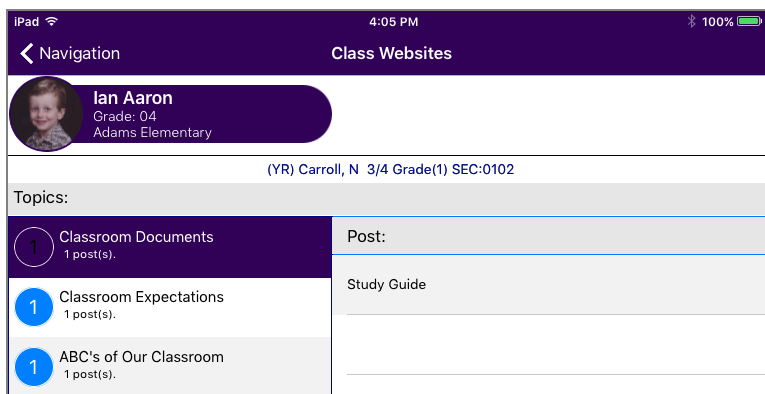 iPad 4:05 PM 100%
Navigation Class Websites
Ian Aaron
Grade: 04
Adams Elementary
(YR) Carroll, N 3/4 Grade(1) SEC:0102
Topics:
1 Classroom Documents
1 post(s).
1 Classroom Expectations
1 post(s).
1 ABC's of Our Classroom
1 post(s).
Post:
Study Guide